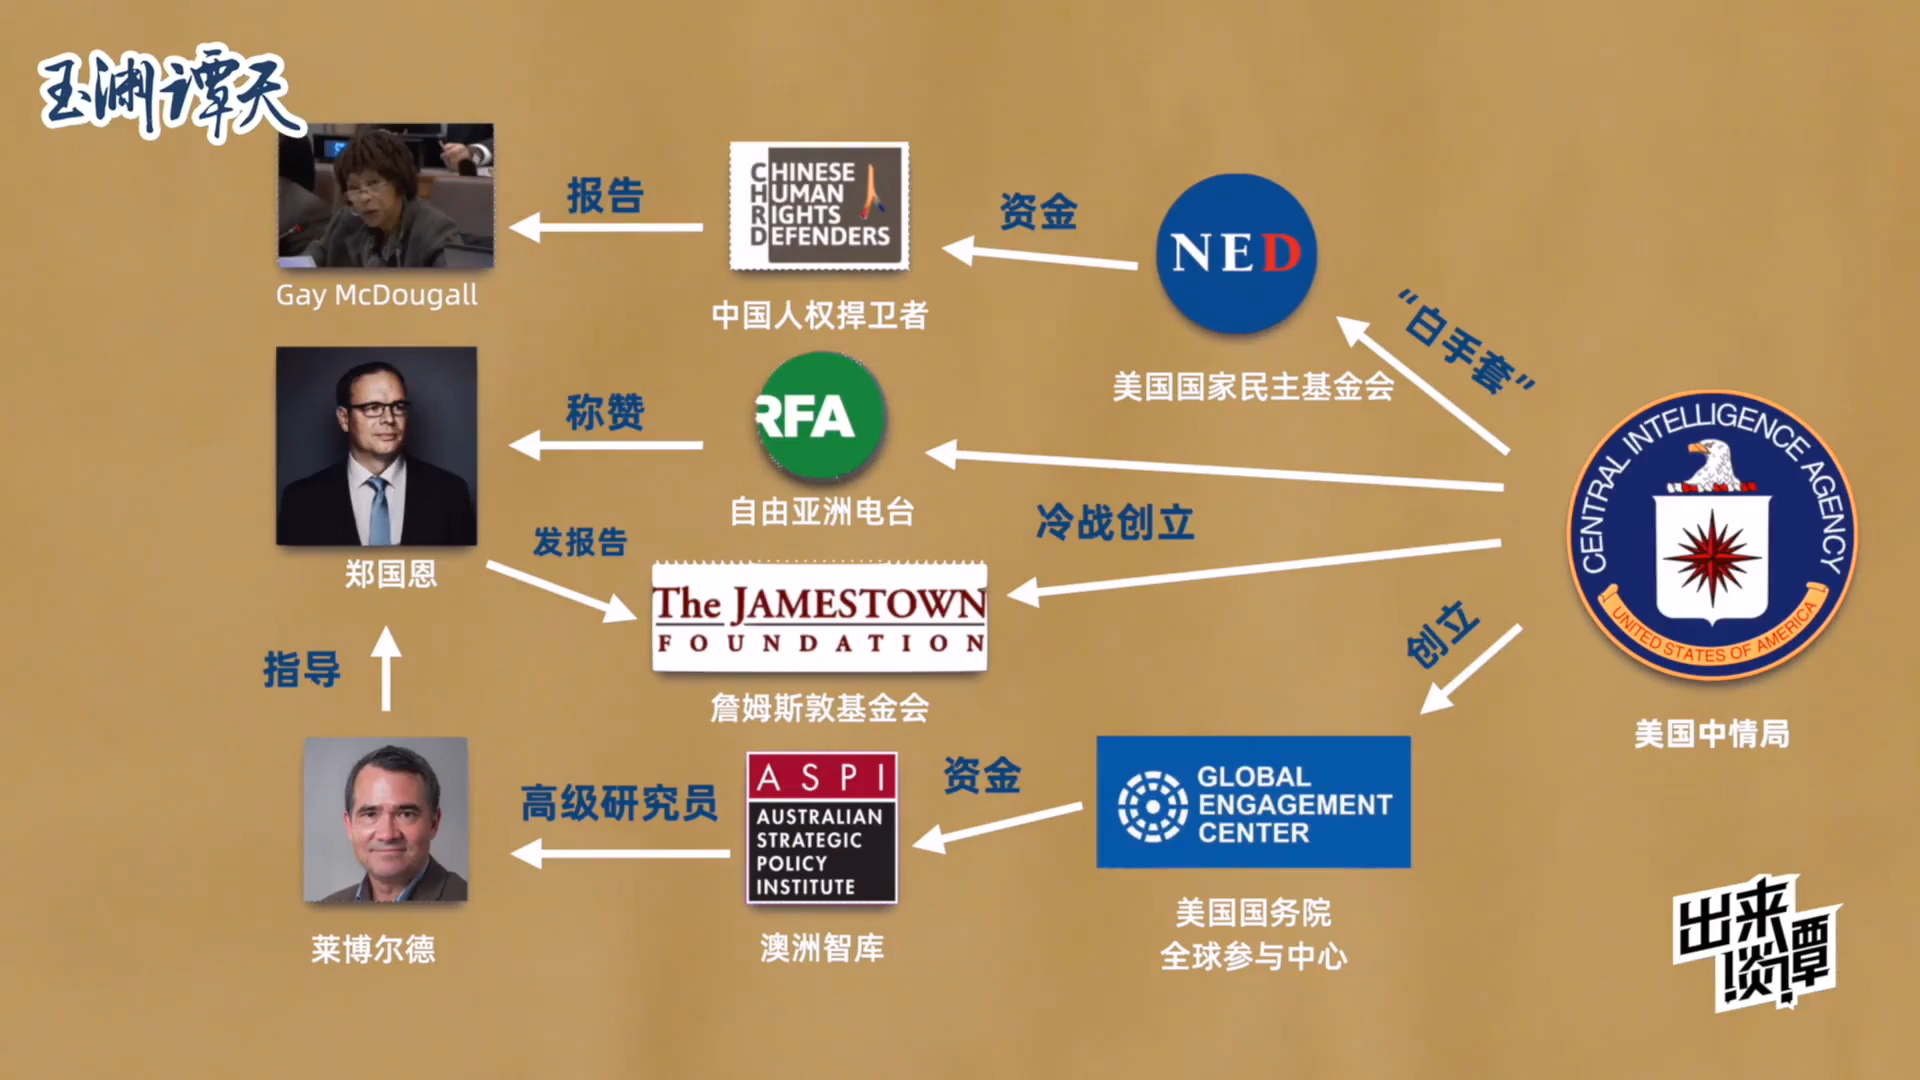 玉渊谭天
Gay McDougall
报告
CHINESE
HUMAN
RIGHTS
DEFENDERS
中国人权捍卫者
资金
NED
美国国家民主基金会
“白手套”
郑国恩
称赞
RFA
自由亚洲电台
发报告
The JAMESTOWN
FOUNDATION
詹姆斯敦基金会
冷战创立
CENTRAL INTELLIGENCE AGENCY
UNITED STATES OF AMERICA
美国中情局
创立
指导
莱博尔德
高级研究员
ASPI
AUSTRALIAN
STRATEGIC
POLICY
INSTITUTE
澳洲智库
资金
GLOBAL
ENGAGEMENT
CENTER
美国国务院
全球参与中心
出来
谈谭